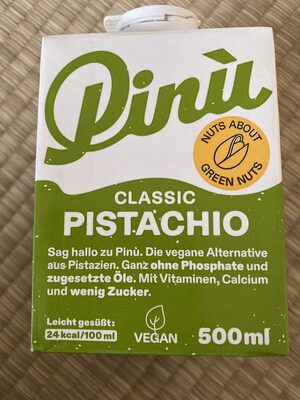 Pinù
NUTS ABOUT
GREEN NUTS
CLASSIC
PISTACHIO
Sag hallo zu Pinù. Die vegane Alternative
aus Pistazien. Ganz ohne Phosphate und
zugesetzte Öle. Mit Vitaminen, Calcium
und wenig Zucker.
Leicht gesüßt:
24 kcal/100 ml
VEGAN
500ml